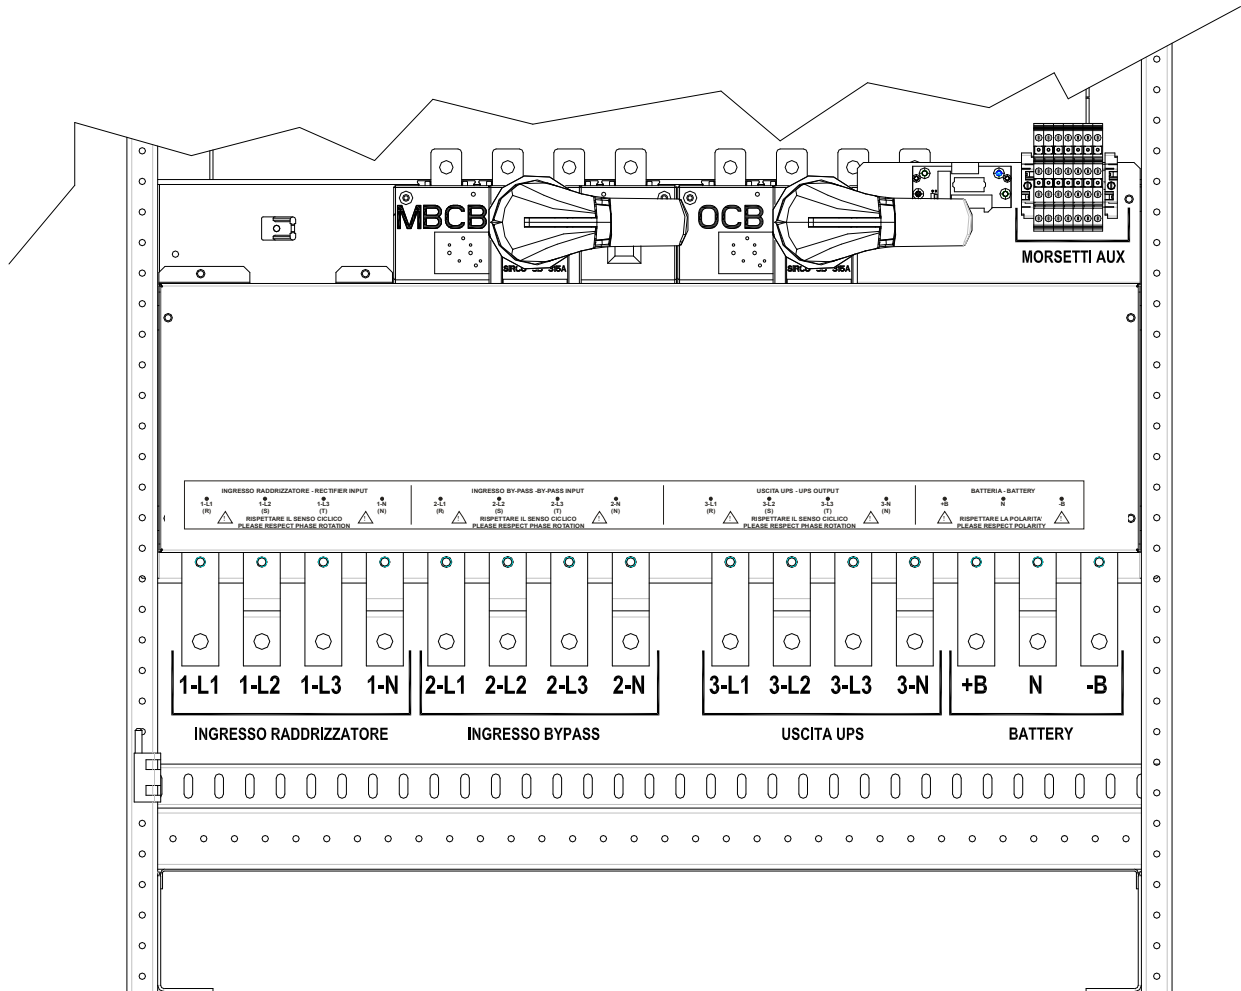 MBCB
OCB
SIRCO
315A
SIRCO
315A
MORSETTI AUX
INGRESSO RADDRIZZATORE - RECTIFIER INPUT
1-L1 1-L2 1-L3 1-N
(R) (S) (T) (N)
RISPETTARE IL SENSO CICLICO
PLEASE RESPECT PHASE ROTATION
INGRESSO BY-PASS -BY-PASS INPUT
2-L1 2-L2 2-L3 2-N
(R) (S) (T) (N)
RISPETTARE IL SENSO CICLICO
PLEASE RESPECT PHASE ROTATION
USCITA UPS - UPS OUTPUT
3-L1 3-L2 3-L3 3-N
(R) (S) (T) (N)
RISPETTARE IL SENSO CICLICO
PLEASE RESPECT PHASE ROTATION
BATTERIA - BATTERY
+B N -B
RISPETTARE LA POLARITA'
PLEASE RESPECT POLARITY
1-L1 1-L2 1-L3 1-N 2-L1 2-L2 2-L3 2-N 3-L1 3-L2 3-L3 3-N +B N -B
INGRESSO RADDRIZZATORE INGRESSO BYPASS USCITA UPS BATTERY